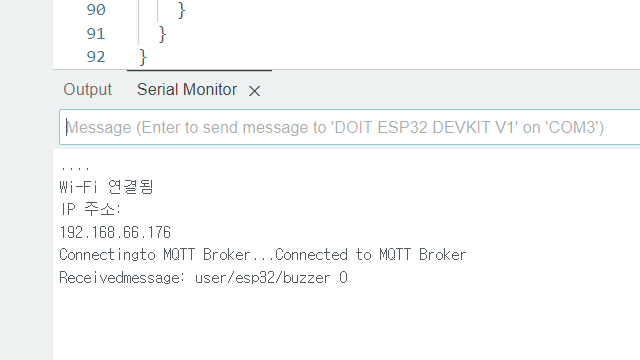 90 }
91 }
92 }
Output Serial Monitor ×
Message (Enter to send message to 'DOIT ESP32 DEVKIT V1' on 'COM3')
....
Wi-Fi 연결됨
IP 주소:
192.168.66.176
Connectingto MQTT Broker...Connected to MQTT Broker
Receivedmessage: user/esp32/buzzer 0